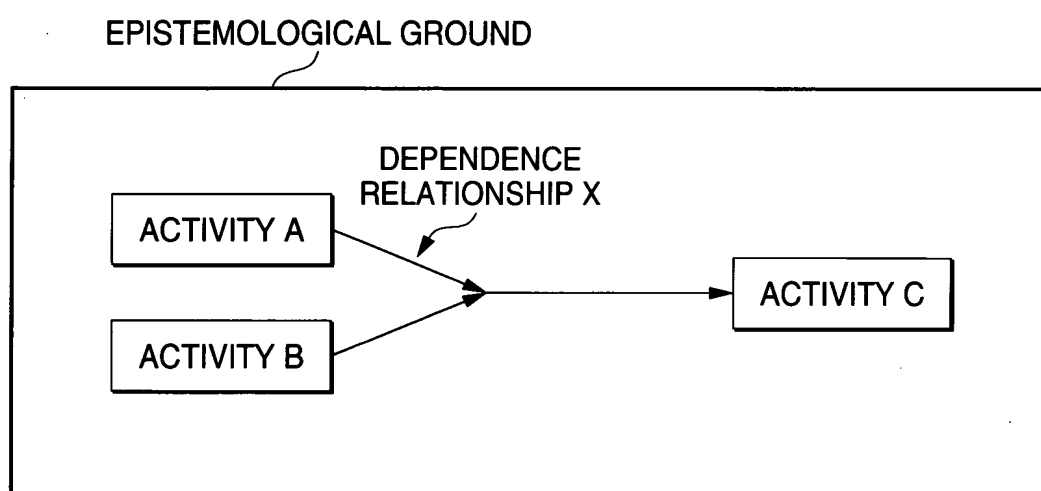 EPISTEMOLOGICAL GROUND
DEPENDENCE
RELATIONSHIP X
ACTIVITY A
ACTIVITY B
ACTIVITY C